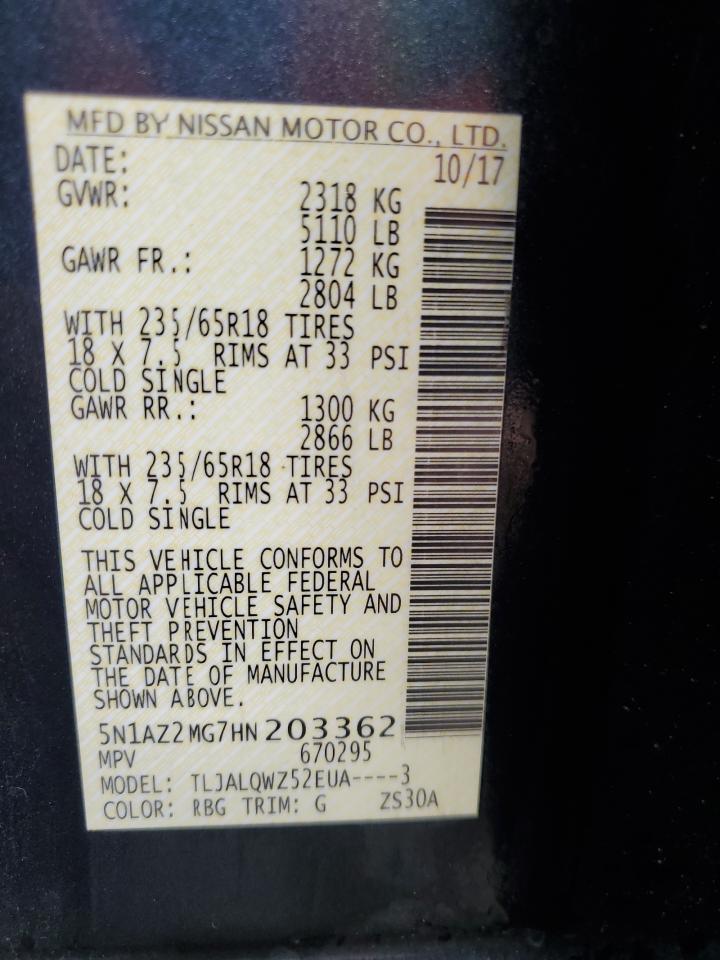 MFD BY NISSAN MOTOR CO., LTD.
DATE: 10/17
GVWR: 2318 KG
5110 LB
GAWR FR.: 1272 KG
2804 LB
WITH 235/65R18 TIRES
18 X 7.5 RIMS AT 33 PSI
COLD SINGLE
GAWR RR.: 1300 KG
2866 LB
WITH 235/65R18 TIRES
18 X 7.5 RIMS AT 33 PSI
COLD SINGLE
THIS VEHICLE CONFORMS TO
ALL APPLICABLE FEDERAL
MOTOR VEHICLE SAFETY AND
THEFT PREVENTION
STANDARDS IN EFFECT ON
THE DATE OF MANUFACTURE
SHOWN ABOVE.
5N1AZ2MG7HN203362
MPV 670295
MODEL: TLJALQWZ52EUA----3
COLOR: RBG TRIM: G ZS30A